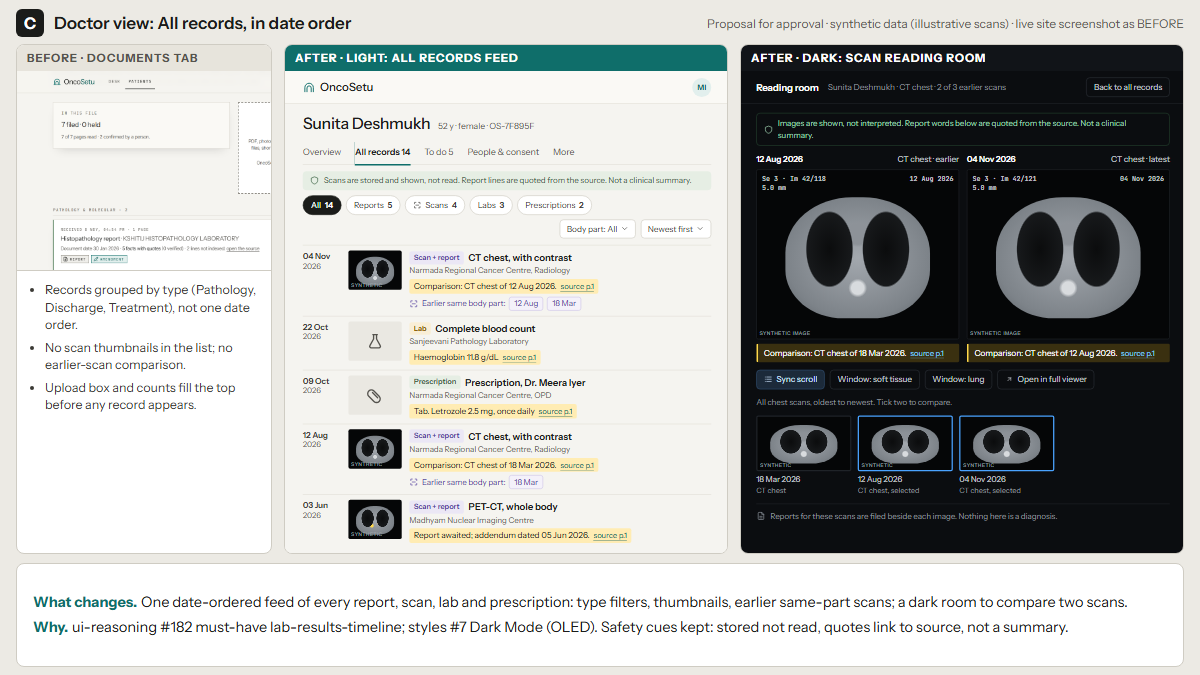 C Doctor view: All records, in date order
Proposal for approval · synthetic data (illustrative scans) · live site screenshot as BEFORE
BEFORE · DOCUMENTS TAB
OncoSetu
DESK
PATIENTS
IN THIS FILE
7 filed · 0 held
7 of 7 pages read · 2 confirmed by a person.
PATHOLOGY & MOLECULAR · 3
Histopathology report · KSHITIJ HISTOPATHOLOGY LABORATORY
Document date 30 Jan 2026 · 5 facts with quotes (0 verified) · 2 lines not indexed open the source
REPORT
Records grouped by type (Pathology,
Discharge, Treatment), not one date
order.
No scan thumbnails in the list; no
earlier-scan comparison.
Upload box and counts fill the top
before any record appears.
AFTER · LIGHT: ALL RECORDS FEED
OncoSetu
MI
Sunita Deshmukh 52 y · female · OS-7F895F
Overview
All records 14
To do 5
People & consent
More
Scans are stored and shown, not read. Report lines are quoted from the source. Not a clinical summary.
All 14
Reports 5
Scans 4
Labs 3
Prescriptions 2
Body part: All
Newest first
04 Nov
2026
SYNTHETIC
Scan + report CT chest, with contrast
Narmada Regional Cancer Centre, Radiology
Comparison: CT chest of 12 Aug 2026. source p.1
Earlier same body part: 12 Aug 18 Mar
22 Oct
2026
Lab Complete blood count
Sanjeevani Pathology Laboratory
Haemoglobin 11.8 g/dL source p.1
09 Oct
2026
Prescription Prescription, Dr. Meera Iyer
Narmada Regional Cancer Centre, OPD
Tab. Letrozole 2.5 mg, once daily source p.1
12 Aug
2026
SYNTHETIC
Scan + report CT chest, with contrast
Narmada Regional Cancer Centre, Radiology
Comparison: CT chest of 18 Mar 2026. source p.1
Earlier same body part: 18 Mar
03 Jun
2026
SYNTHETIC
Scan + report PET-CT, whole body
Madhyam Nuclear Imaging Centre
Report awaited; addendum dated 05 Jun 2026. source p.1
AFTER · DARK: SCAN READING ROOM
Reading room Sunita Deshmukh · CT chest · 2 of 3 earlier scans
Back to all records
Images are shown, not interpreted. Report words below are quoted from the source. Not a clinical
summary.
12 Aug 2026 CT chest · earlier
Se 3 · Im 42/118 12 Aug 2026
5.0 mm
SYNTHETIC IMAGE
Comparison: CT chest of 18 Mar 2026. source p.1
04 Nov 2026 CT chest · latest
Se 3 · Im 42/121 04 Nov 2026
5.0 mm
SYNTHETIC IMAGE
Comparison: CT chest of 12 Aug 2026. source p.1
Sync scroll
Window: soft tissue
Window: lung
Open in full viewer
All chest scans, oldest to newest. Tick two to compare.
SYNTHETIC
18 Mar 2026
CT chest
SYNTHETIC
12 Aug 2026
CT chest, selected
SYNTHETIC
04 Nov 2026
CT chest, selected
Reports for these scans are filed beside each image. Nothing here is a diagnosis.
What changes. One date-ordered feed of every report, scan, lab and prescription: type filters, thumbnails, earlier same-part scans; a dark room to compare two scans.
Why. ui-reasoning #182 must-have lab-results-timeline; styles #7 Dark Mode (OLED). Safety cues kept: stored not read, quotes link to source, not a summary.